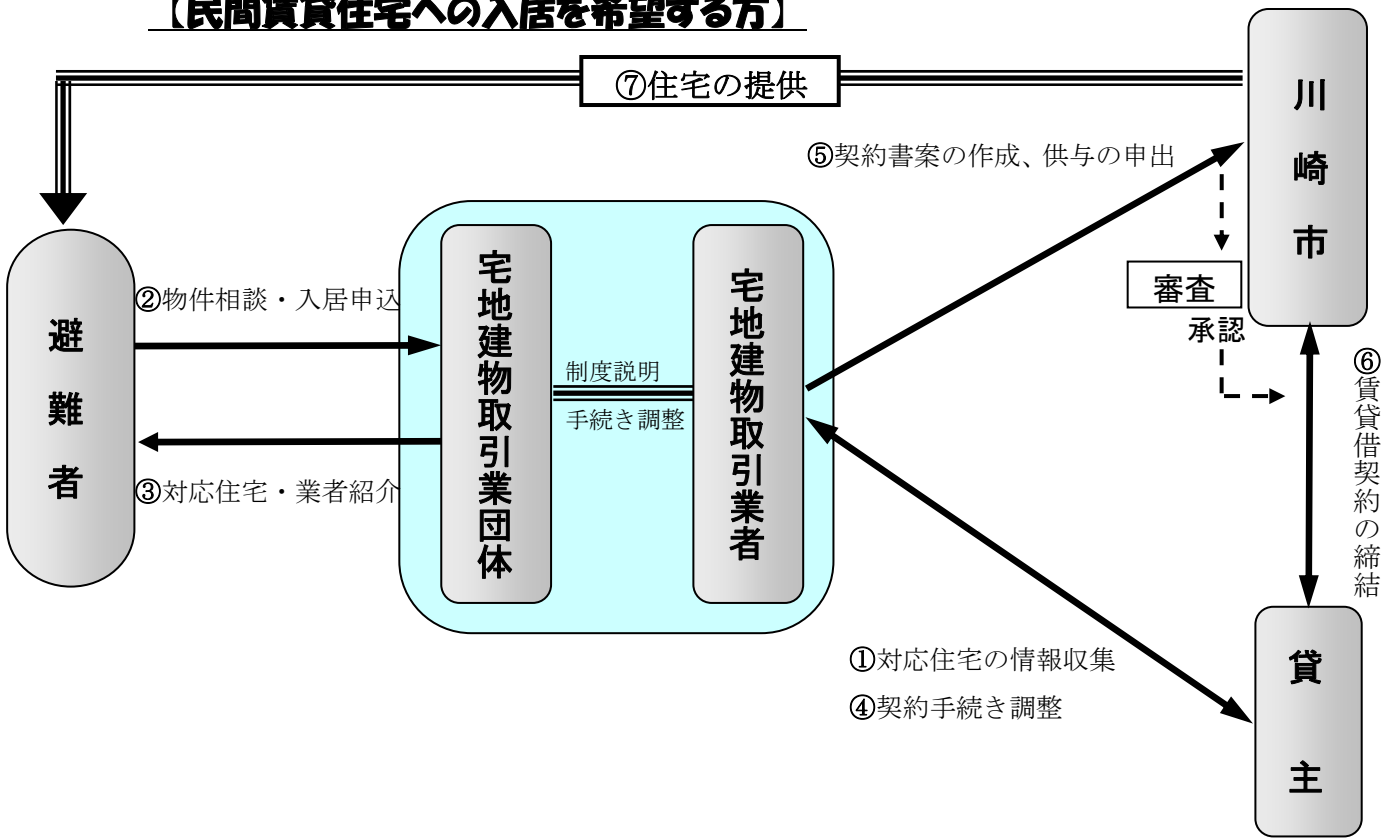 【民間賃貸住宅への入居を希望する方】
⑦住宅の提供
川崎市
⑤契約書案の作成、供与の申出
審査
承認
②物件相談・入居申込
避難者
③対応住宅・業者紹介
宅地建物取引業団体
制度説明
手続き調整
宅地建物取引業者
⑥賃貸借契約の締結
①対応住宅の情報収集
④契約手続き調整
貸主